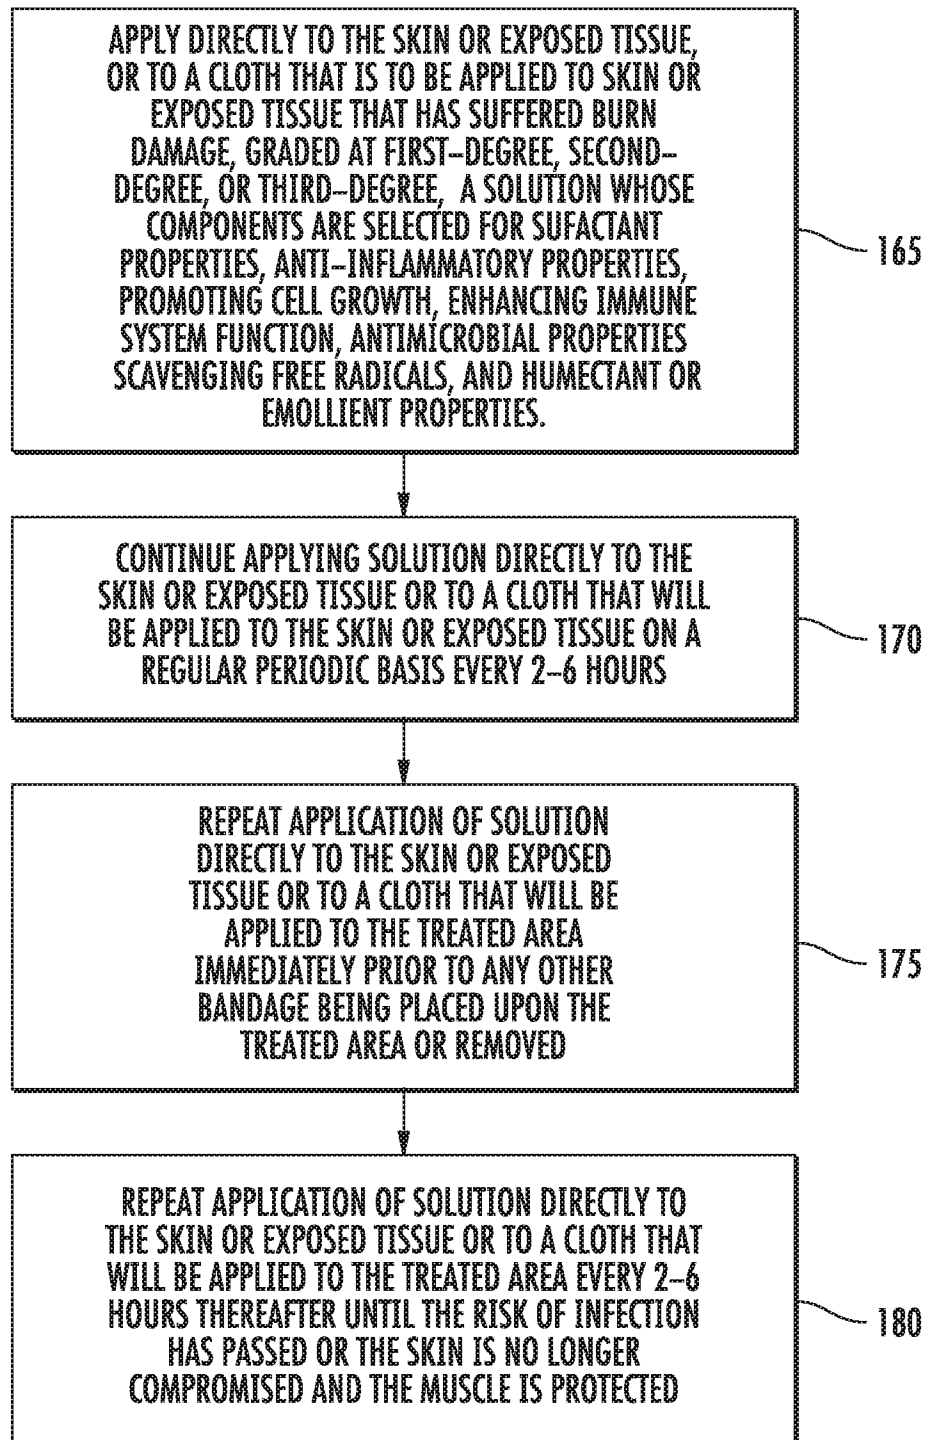 APPLY DIRECTLY TO THE SKIN OR EXPOSED TISSUE,
OR TO A CLOTH THAT IS TO BE APPLIED TO SKIN OR
EXPOSED TISSUE THAT HAS SUFFERED BURN
DAMAGE, GRADED AT FIRST–DEGREE, SECOND–
DEGREE, OR THIRD–DEGREE, A SOLUTION WHOSE
COMPONENTS ARE SELECTED FOR SUFACTANT
PROPERTIES, ANTI–INFLAMMATORY PROPERTIES,
PROMOTING CELL GROWTH, ENHANCING IMMUNE
SYSTEM FUNCTION, ANTIMICROBIAL PROPERTIES
SCAVENGING FREE RADICALS, AND HUMECTANT OR
EMOLLIENT PROPERTIES.
165
CONTINUE APPLYING SOLUTION DIRECTLY TO THE
SKIN OR EXPOSED TISSUE OR TO A CLOTH THAT WILL
BE APPLIED TO THE SKIN OR EXPOSED TISSUE ON A
REGULAR PERIODIC BASIS EVERY 2–6 HOURS
170
REPEAT APPLICATION OF SOLUTION
DIRECTLY TO THE SKIN OR EXPOSED
TISSUE OR TO A CLOTH THAT WILL BE
APPLIED TO THE TREATED AREA
IMMEDIATELY PRIOR TO ANY OTHER
BANDAGE BEING PLACED UPON THE
TREATED AREA OR REMOVED
175
REPEAT APPLICATION OF SOLUTION DIRECTLY TO
THE SKIN OR EXPOSED TISSUE OR TO A CLOTH THAT
WILL BE APPLIED TO THE TREATED AREA EVERY 2–6
HOURS THEREAFTER UNTIL THE RISK OF INFECTION
HAS PASSED OR THE SKIN IS NO LONGER
COMPROMISED AND THE MUSCLE IS PROTECTED
180